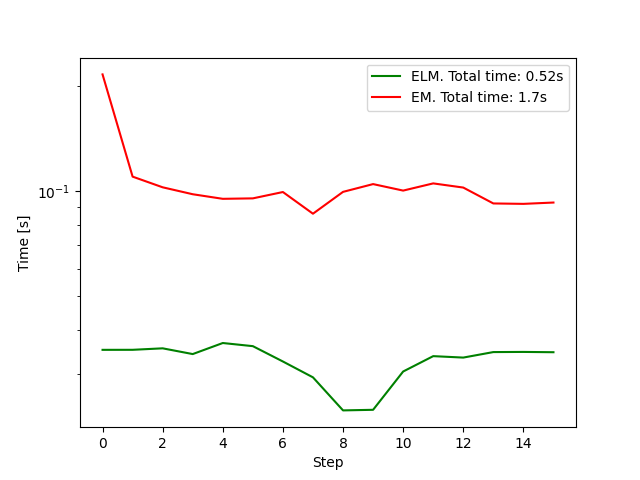 ELM. Total time: 0.52s
EM. Total time: 1.7s
10⁻¹
Time [s]
0 2 4 6 8 10 12 14
Step